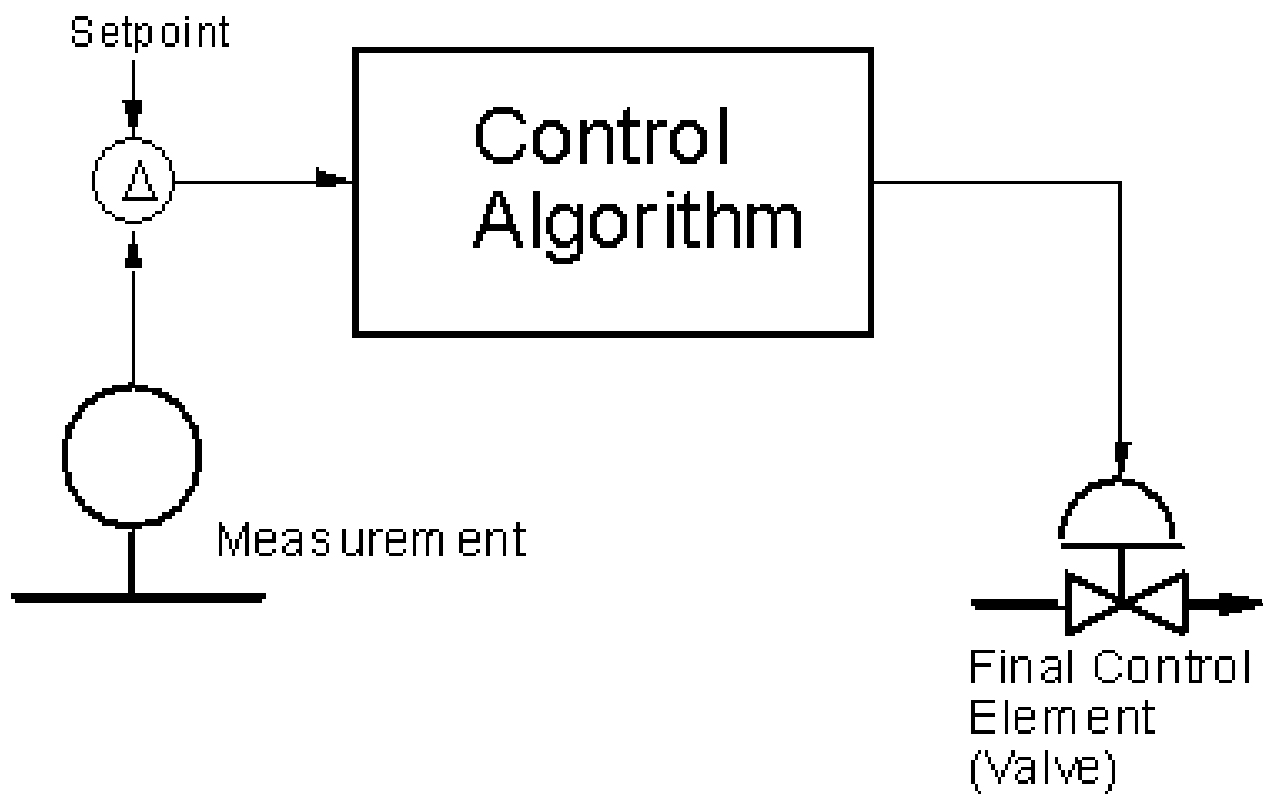 Setpoint
Δ
Control
Algorithm
Measurement
Final Control
Element
(Valve)